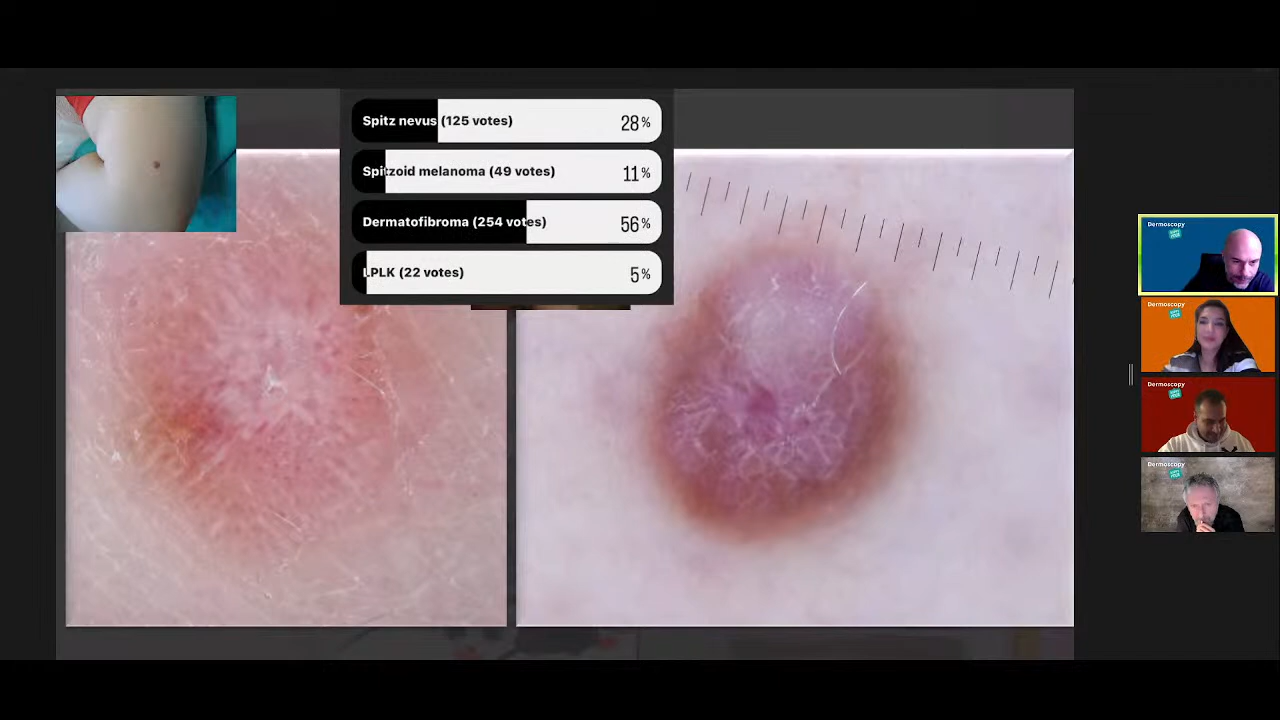 Spitz nevus (125 votes) 28%
Spitzoid melanoma (49 votes) 11%
Dermatofibroma (254 votes) 56%
LPLK (22 votes) 5%
Dermoscopy
Dermoscopy
Dermoscopy
Dermoscopy